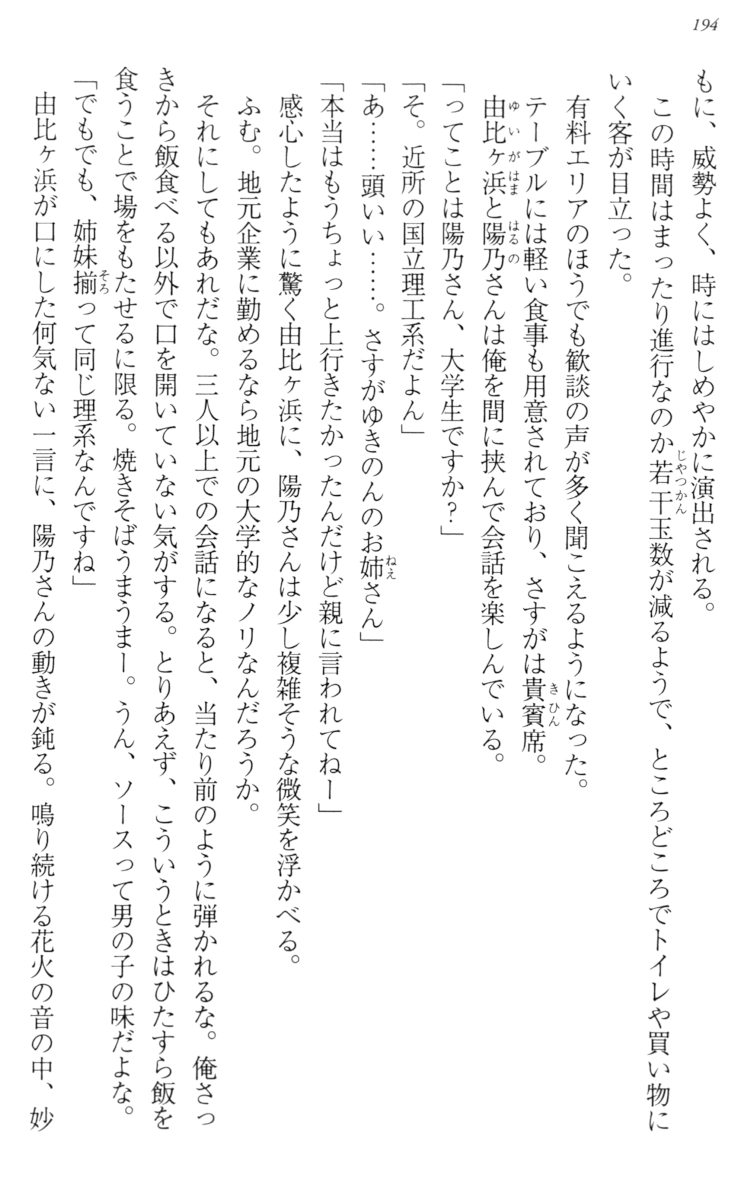 194
もに、威勢よく、時にはしめやかに演出される。
この時間はまったり進行なのか若干玉数が減るようで、ところどころでトイレや買い物に
いく客が目立った。
有料エリアのほうでも歓談の声が多く聞こえるようになった。
テーブルには軽い食事も用意されており、さすがは貴賓席。
由比ヶ浜と陽乃さんは俺を間に挟んで会話を楽しんでいる。
「ってことは陽乃さん、大学生ですか?」
「そ。近所の国立理工系だよん」
「あ……頭いい……。さすがゆきのんのお姉さん」
「本当はもうちょっと上行きたかったんだけど親に言われてねー」
感心したように驚く由比ヶ浜に、陽乃さんは少し複雑そうな微笑を浮かべる。
ふむ。地元企業に勤めるなら地元の大学的なノリなんだろうか。
それにしてもあれだな。三人以上での会話になると、当たり前のように弾かれるな。俺さっ
きから飯食べる以外で口を開いていない気がする。とりあえず、こういうときはひたすら飯を
食うことで場をもたせるに限る。焼きそばうまうまー。うん、ソースって男の子の味だよな。
「でもでも、姉妹揃って同じ理系なんですね」
由比ヶ浜が口にした何気ない一言に、陽乃さんの動きが鈍る。鳴り続ける花火の音の中、妙